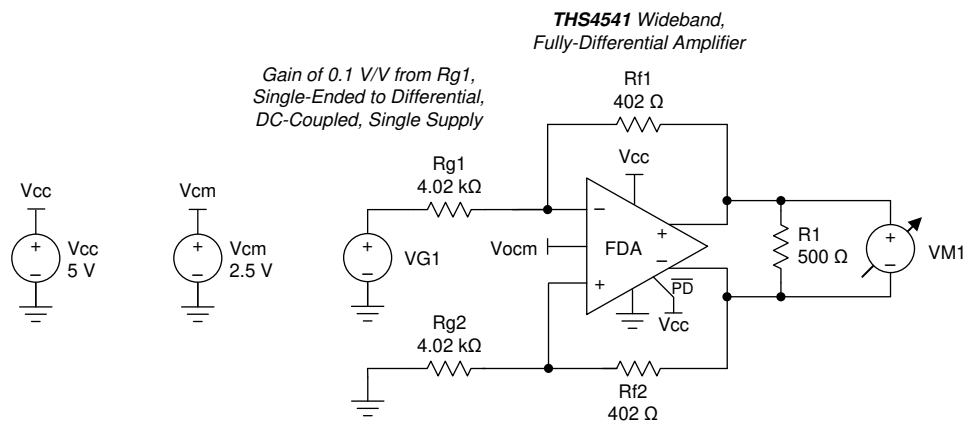 THS4541 Wideband,
Fully-Differential Amplifier
Gain of 0.1 V/V from Rg1,
Single-Ended to Differential,
DC-Coupled, Single Supply
Rf1
402 Ω
Vcc
Rg1
4.02 kΩ
Vcc
+
−
Vcc
5 V
Vcm
+
−
Vcm
2.5 V
+
−
VG1
Vocm
−
+
FDA
+
−
PD
Vcc
R1
500 Ω
+
−
VM1
Rg2
4.02 kΩ
Rf2
402 Ω